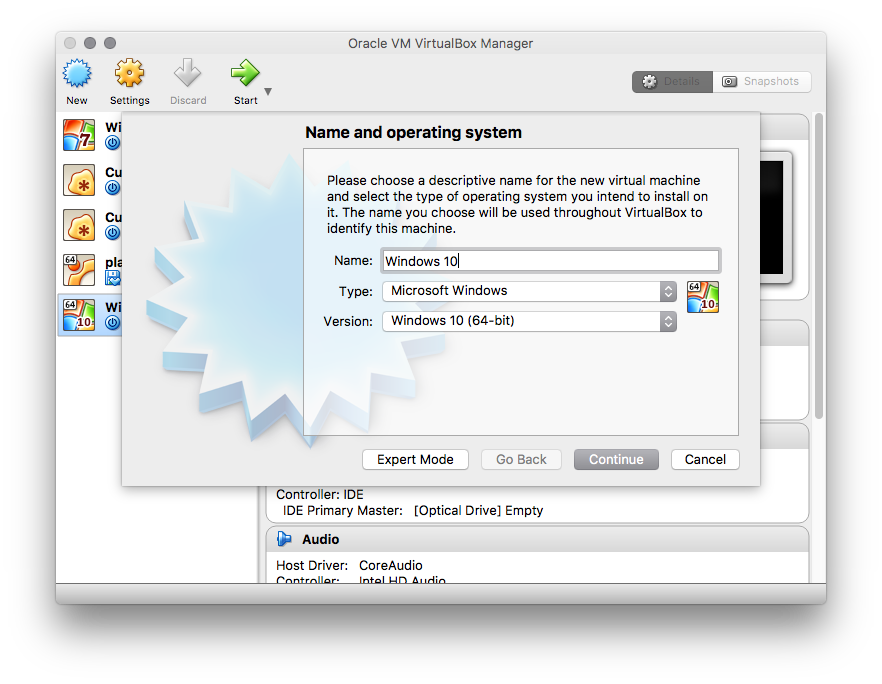 Oracle VM VirtualBox Manager
New
Settings
Discard
Start
Details
Snapshots
Wi
Cu
Cu
64
pla
64
Wi
10
Name and operating system
Please choose a descriptive name for the new virtual machine
and select the type of operating system you intend to install on
it. The name you choose will be used throughout VirtualBox to
identify this machine.
Name: Windows 10
Type: Microsoft Windows
64
10
Version: Windows 10 (64-bit)
Expert Mode
Go Back
Continue
Cancel
Controller: IDE
IDE Primary Master: [Optical Drive] Empty
Audio
Host Driver: CoreAudio
Controller: Intel HD Audio